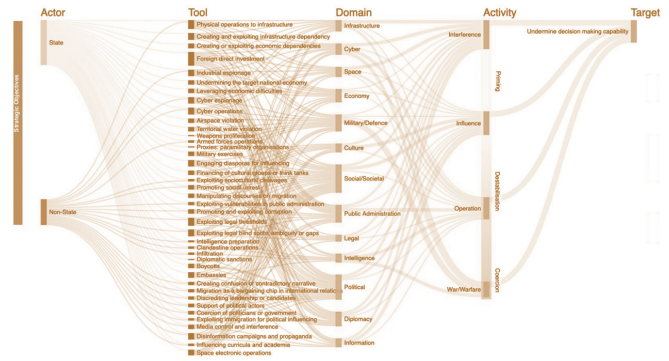 Actor
Tool
Domain
Activity
Target
Strategic Objectives
State
Non-State
Physical operations to infrastructure
Creating and exploiting infrastructure dependency
Creating or exploiting economic dependencies
Foreign direct investment
Industrial espionage
Undermining the target national economy
Leveraging economic difficulties
Cyber espionage
Cyber operations
Airspace violation
Territorial water violation
Weapons proliferation
Armed forces operations
Proxies: paramilitary organisations
Military exercises
Engaging diasporas for influencing
Financing of cultural groups or think tanks
Exploiting sociocultural cleavages
Promoting social unrest
Manipulating discourses on migration
Exploiting vulnerabilities in public administration
Promoting and exploiting corruption
Exploiting legal thresholds
Exploiting legal blind spots, ambiguity or gaps
Intelligence preparation
Clandestine operations
Infiltration
Diplomatic sanctions
Boycotts
Embassies
Creating confusion or contradictory narrative
Migration as a bargaining chip in international relations
Discrediting leadership or candidates
Support of political actors
Coercion of politicians or government
Exploiting immigration for political influencing
Media control and interference
Disinformation campaigns and propaganda
Influencing curricula and academia
Space electronic operations
Infrastructure
Cyber
Space
Economy
Military/Defence
Culture
Social/Societal
Public Administration
Legal
Intelligence
Political
Diplomacy
Information
Interference
Influence
Operation
War/Warfare
Priming
Destabilisation
Coercion
Undermine decision making capability